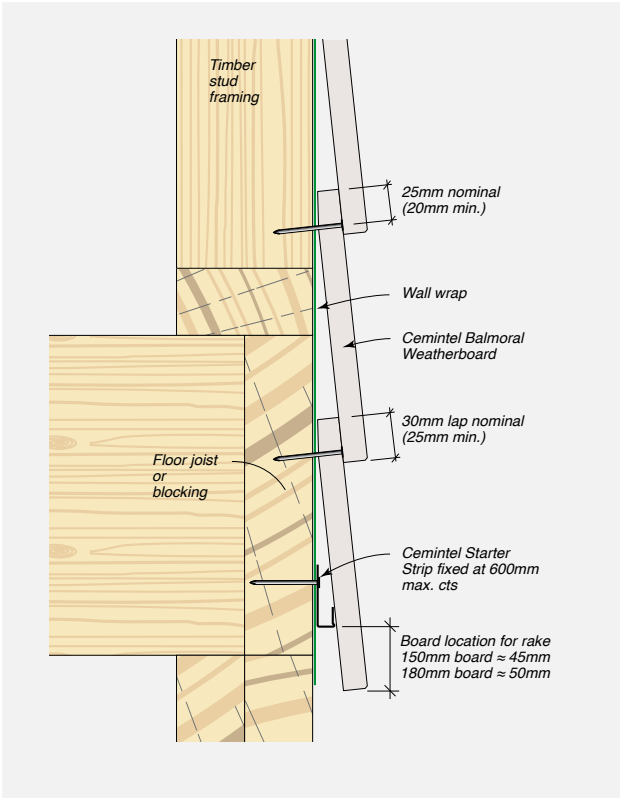 Timber
stud
framing
25mm nominal
(20mm min.)
Wall wrap
Cemintel Balmoral
Weatherboard
30mm lap nominal
(25mm min.)
Floor joist
or
blocking
Cemintel Starter
Strip fixed at 600mm
max. cts
Board location for rake
150mm board ≈ 45mm
180mm board ≈ 50mm